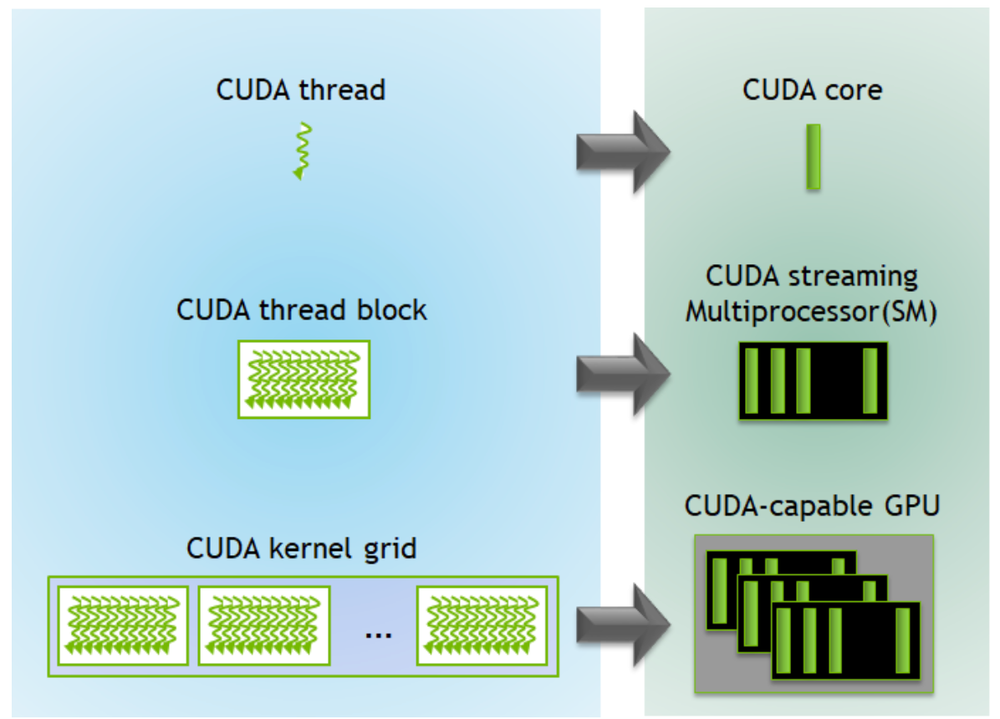 CUDA thread
CUDA core
CUDA thread block
CUDA streaming
Multiprocessor(SM)
CUDA kernel grid
...
CUDA-capable GPU